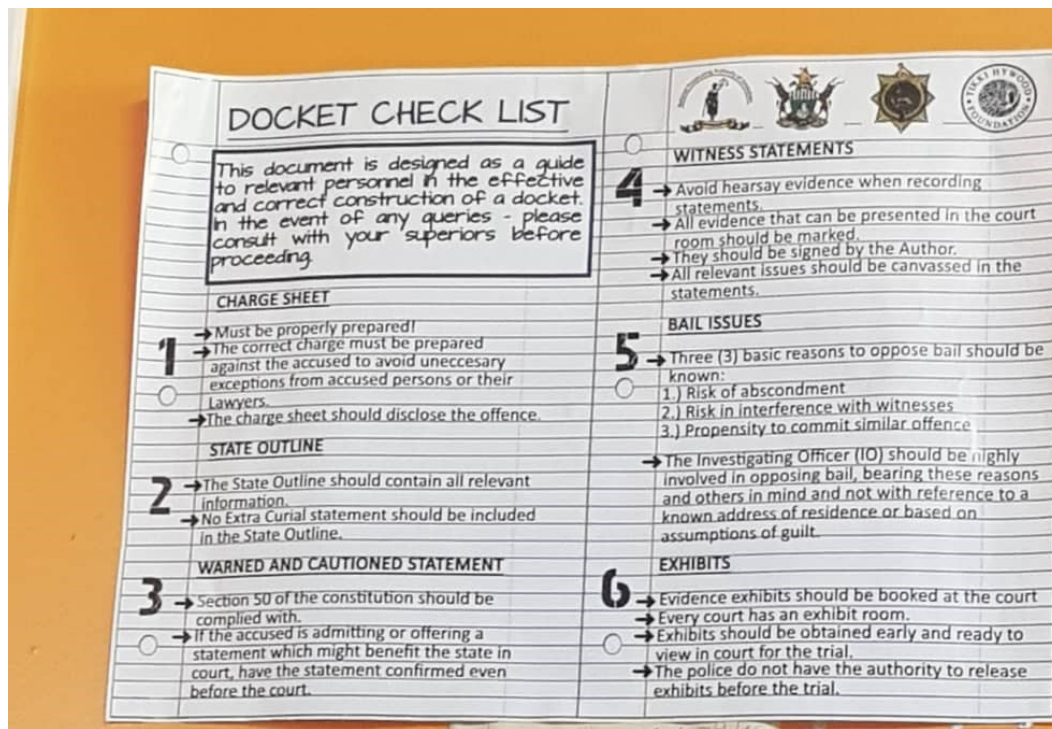 DOCKET CHECK LIST
This document is designed as a guide
to relevant personnel in the effective
and correct construction of a docket.
In the event of any queries - please
consult with your superiors before
proceeding.
CHARGE SHEET
1
→Must be properly prepared!
→The correct charge must be prepared
against the accused to avoid uneccesary
exceptions from accused persons or their
Lawyers.
→The charge sheet should disclose the offence.
STATE OUTLINE
2
→The State Outline should contain all relevant
information.
→No Extra Curial statement should be included
in the State Outline.
WARNED AND CAUTIONED STATEMENT
3
→Section 50 of the constitution should be
complied with.
→If the accused is admitting or offering a
statement which might benefit the state in
court, have the statement confirmed even
before the court.
TIKKI HYWOOD
FOUNDATION
WITNESS STATEMENTS
4
→Avoid hearsay evidence when recording
statements.
→All evidence that can be presented in the court
room should be marked.
→They should be signed by the Author.
→All relevant issues should be canvassed in the
statements.
BAIL ISSUES
5
→Three (3) basic reasons to oppose bail should be
known:
1.) Risk of abscondment
2.) Risk in interference with witnesses
3.) Propensity to commit similar offence
→The Investigating Officer (IO) should be highly
involved in opposing bail, bearing these reasons
and others in mind and not with reference to a
known address of residence or based on
assumptions of guilt.
EXHIBITS
6
→Evidence exhibits should be booked at the court
→Every court has an exhibit room.
→Exhibits should be obtained early and ready to
view in court for the trial.
→The police do not have the authority to release
exhibits before the trial.